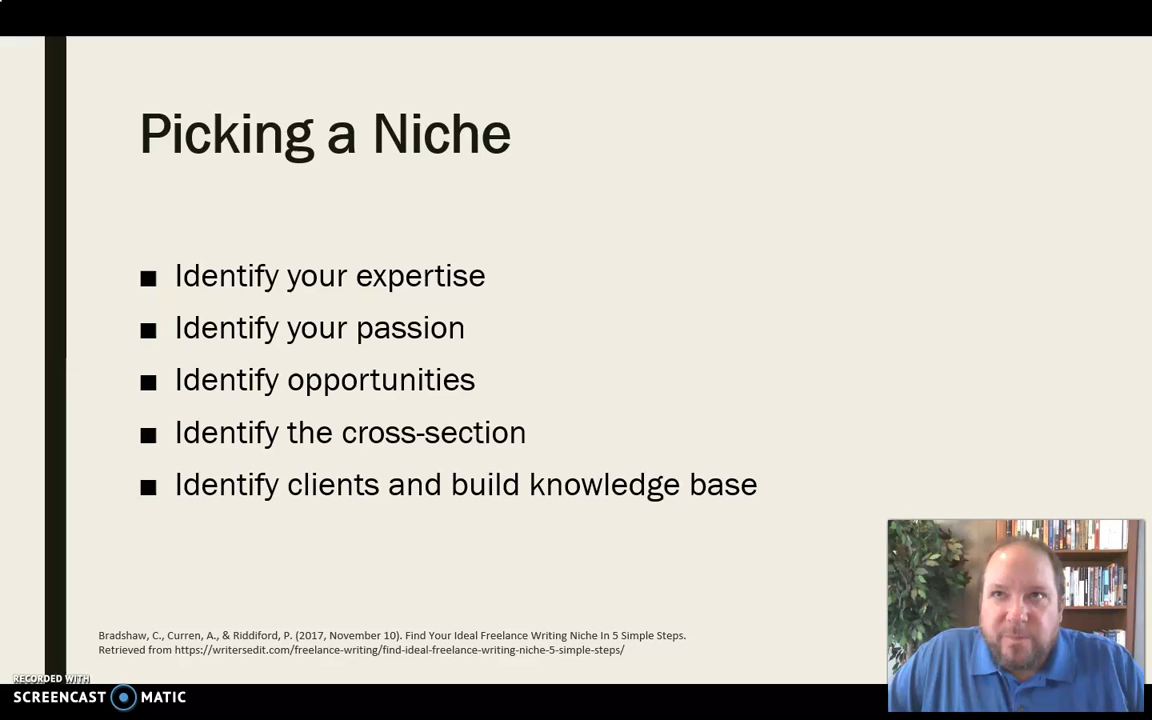 Picking a Niche
■ Identify your expertise
■ Identify your passion
■ Identify opportunities
■ Identify the cross-section
■ Identify clients and build knowledge base
Bradshaw, C., Curren, A., & Riddiford, P. (2017, November 10). Find Your Ideal Freelance Writing Niche In 5 Simple Steps.
Retrieved from https://writersedit.com/freelance-writing/find-ideal-freelance-writing-niche-5-simple-steps/
RECORDED WITH
SCREENCAST MATIC